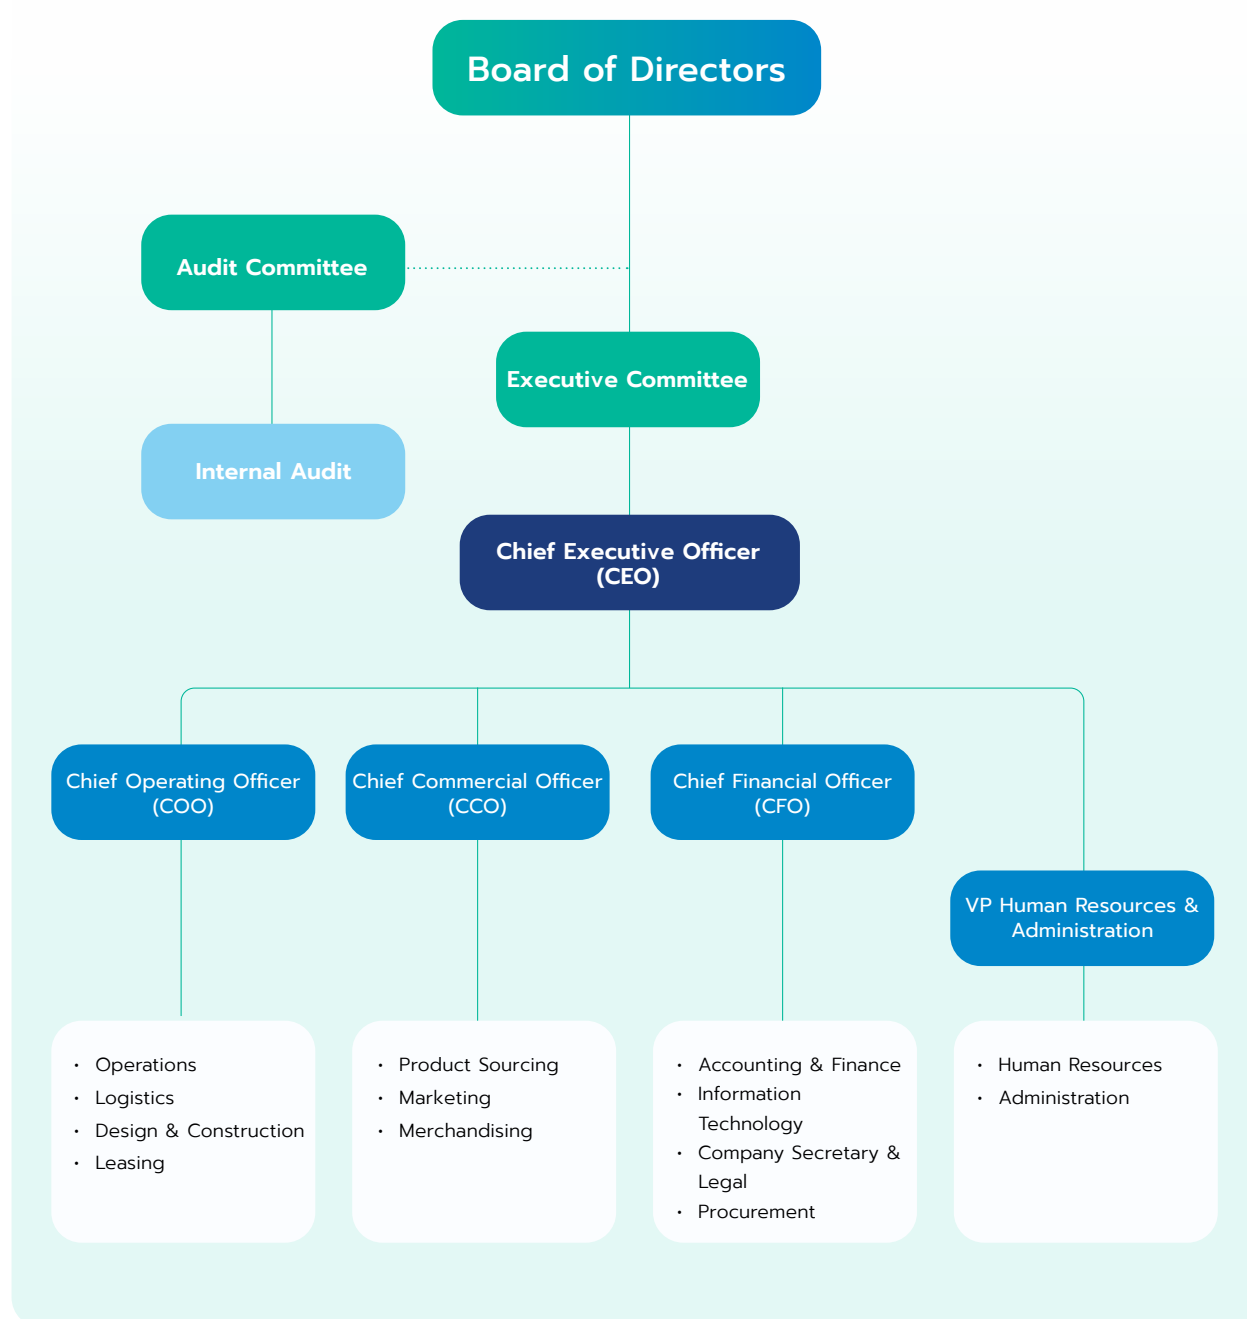 Board of Directors
Audit Committee
Executive Committee
Internal Audit
Chief Executive Officer
(CEO)
Chief Operating Officer
(COO)
Chief Commercial Officer
(CCO)
Chief Financial Officer
(CFO)
VP Human Resources &
Administration
• Operations
• Logistics
• Design & Construction
• Leasing
• Product Sourcing
• Marketing
• Merchandising
• Accounting & Finance
• Information
Technology
• Company Secretary &
Legal
• Procurement
• Human Resources
• Administration